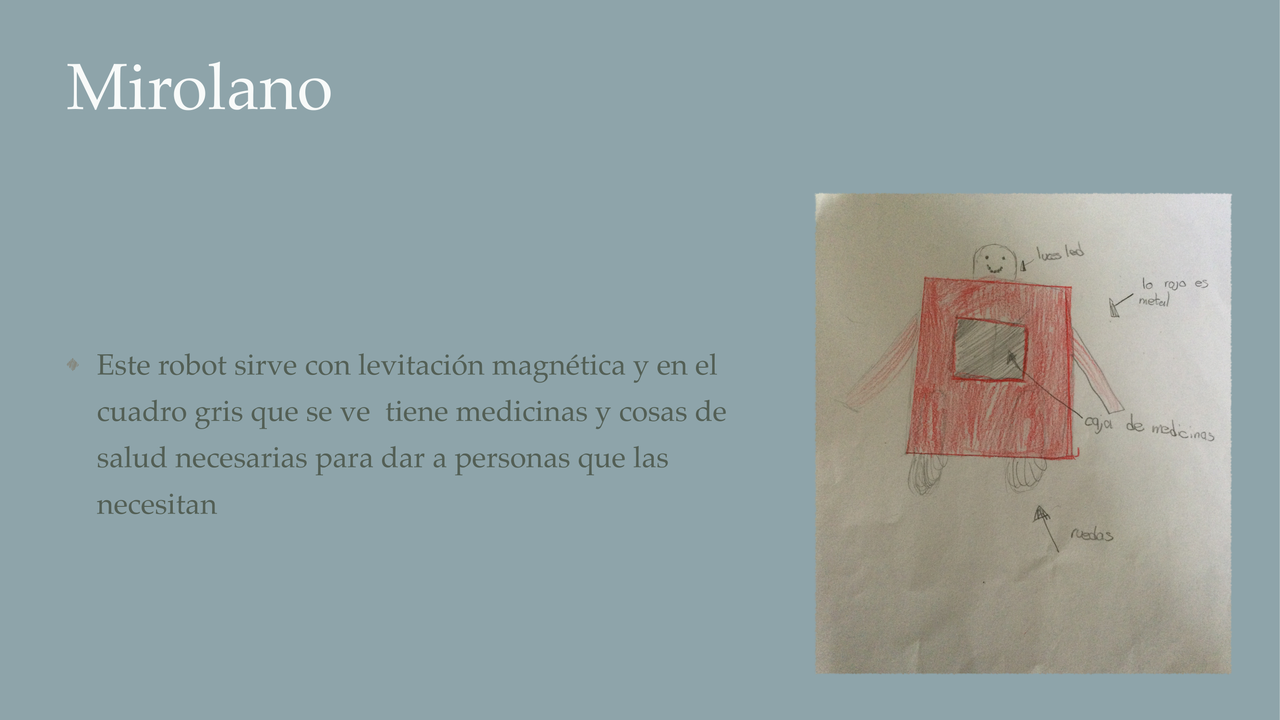 Mirolano
Este robot sirve con levitación magnética y en el
cuadro gris que se ve  tiene medicinas y cosas de
salud necesarias para dar a personas que las
necesitan
luces led
lo rojo es
metal
caja de medicinas
ruedas